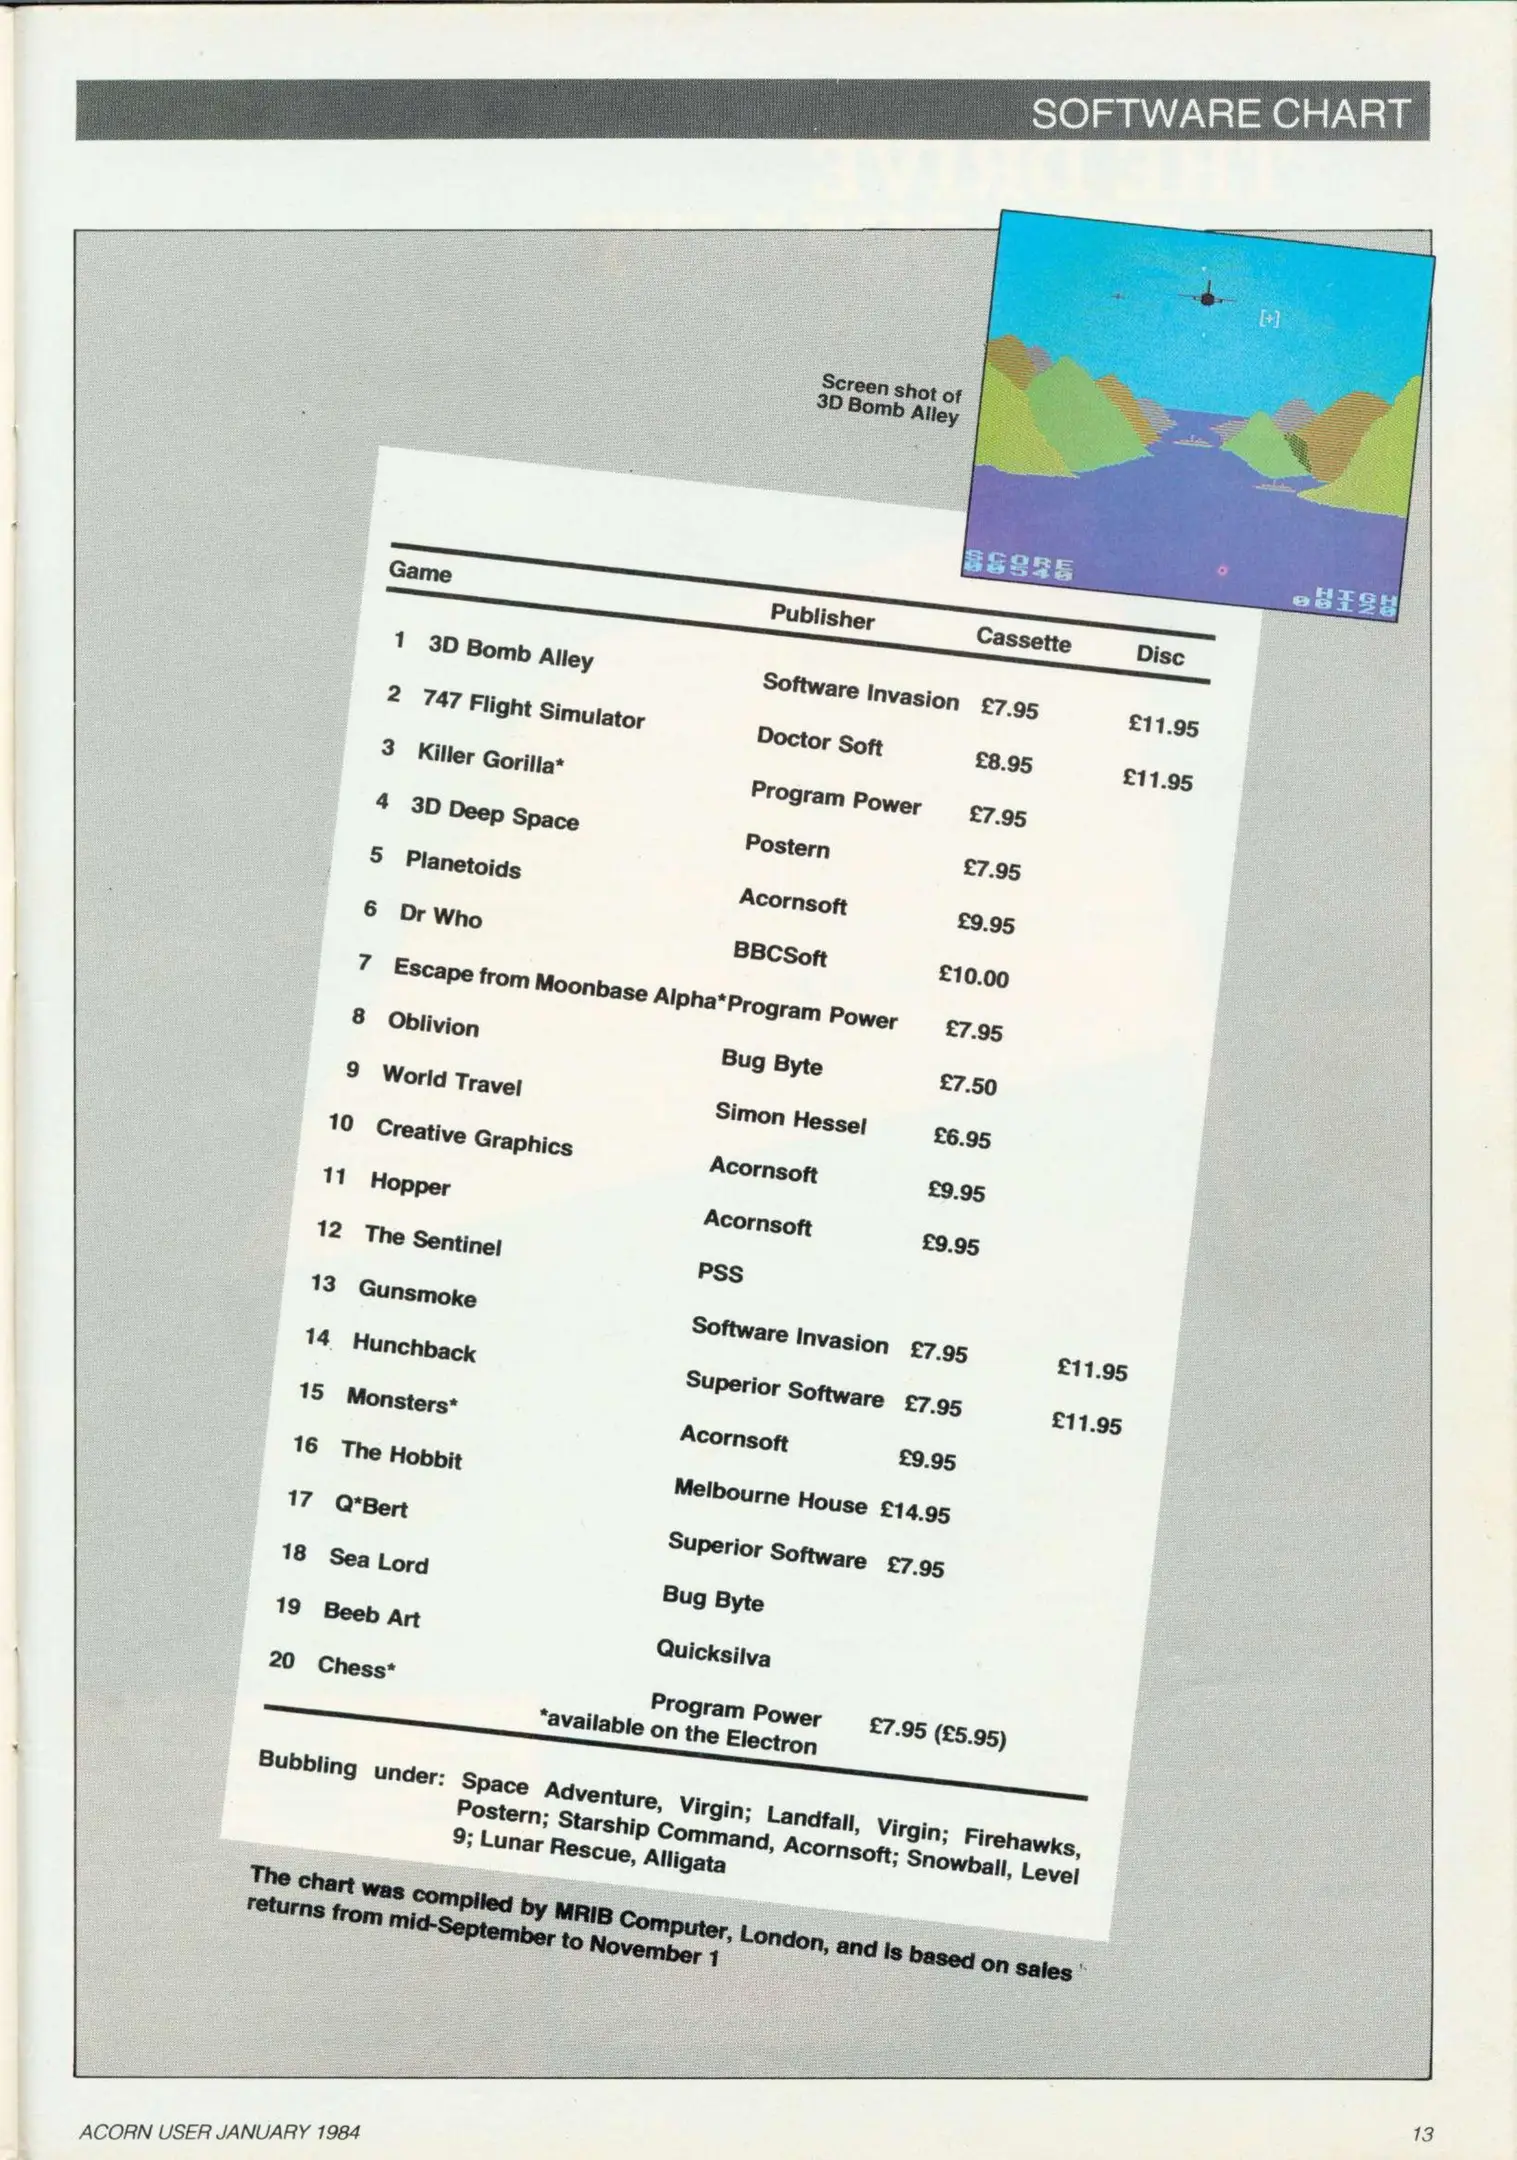 SOFTWARE CHART
Screen shot of
3D Bomb Alley
[+]
SCORE
00540
HIGH
00120
Game Publisher Cassette Disc
1 3D Bomb Alley Software Invasion £7.95 £11.95
2 747 Flight Simulator Doctor Soft £8.95 £11.95
3 Killer Gorilla* Program Power £7.95
4 3D Deep Space Postern £7.95
5 Planetoids Acornsoft £9.95
6 Dr Who BBCSoft £10.00
7 Escape from Moonbase Alpha* Program Power £7.95
8 Oblivion Bug Byte £7.50
9 World Travel Simon Hessel £6.95
10 Creative Graphics Acornsoft £9.95
11 Hopper Acornsoft £9.95
12 The Sentinel PSS
13 Gunsmoke Software Invasion £7.95 £11.95
14 Hunchback Superior Software £7.95 £11.95
15 Monsters* Acornsoft £9.95
16 The Hobbit Melbourne House £14.95
17 Q*Bert Superior Software £7.95
18 Sea Lord Bug Byte
19 Beeb Art Quicksilva
20 Chess* Program Power £7.95 (£5.95)
*available on the Electron
Bubbling under: Space Adventure, Virgin; Landfall, Virgin; Firehawks,
Postern; Starship Command, Acornsoft; Snowball, Level
9; Lunar Rescue, Alligata
The chart was compiled by MRIB Computer, London, and is based on sales
returns from mid-September to November 1
ACORN USER JANUARY 1984
13